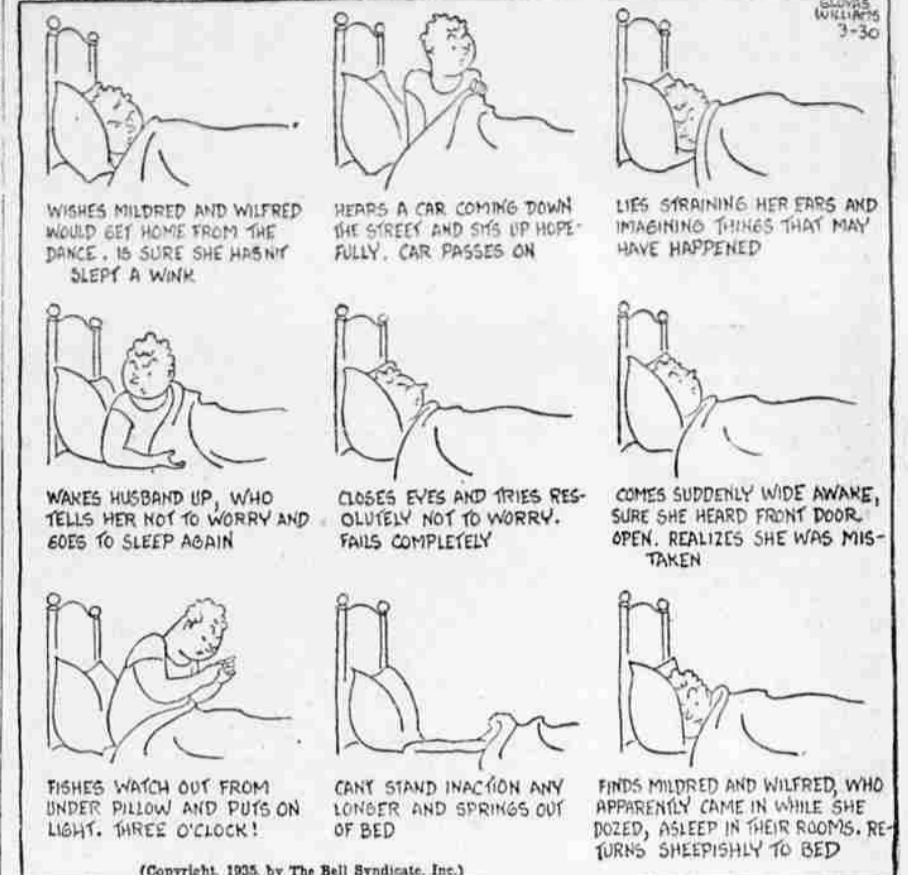 GLUYAS
WILLIAMS
3-30
WISHES MILDRED AND WILFRED
WOULD GET HOME FROM THE
DANCE. IS SURE SHE HASN'T
SLEPT A WINK
HEARS A CAR COMING DOWN
THE STREET AND SITS UP HOPE-
FULLY. CAR PASSES ON
LIES STRAINING HER EARS AND
IMAGINING THINGS THAT MAY
HAVE HAPPENED
WAKES HUSBAND UP, WHO
TELLS HER NOT TO WORRY AND
GOES TO SLEEP AGAIN
CLOSES EYES AND TRIES RES-
OLUTELY NOT TO WORRY.
FAILS COMPLETELY
COMES SUDDENLY WIDE AWAKE,
SURE SHE HEARD FRONT DOOR
OPEN. REALIZES SHE WAS MIS-
TAKEN
FISHES WATCH OUT FROM
UNDER PILLOW AND PUTS ON
LIGHT. THREE O'CLOCK!
CANT STAND INACTION ANY
LONGER AND SPRINGS OUT
OF BED
FINDS MILDRED AND WILFRED, WHO
APPARENTLY CAME IN WHILE SHE
DOZED, ASLEEP IN THEIR ROOMS. RE-
TURNS SHEEPISHLY TO BED
(Copyright, 1935, by The Bell Syndicate, Inc.)